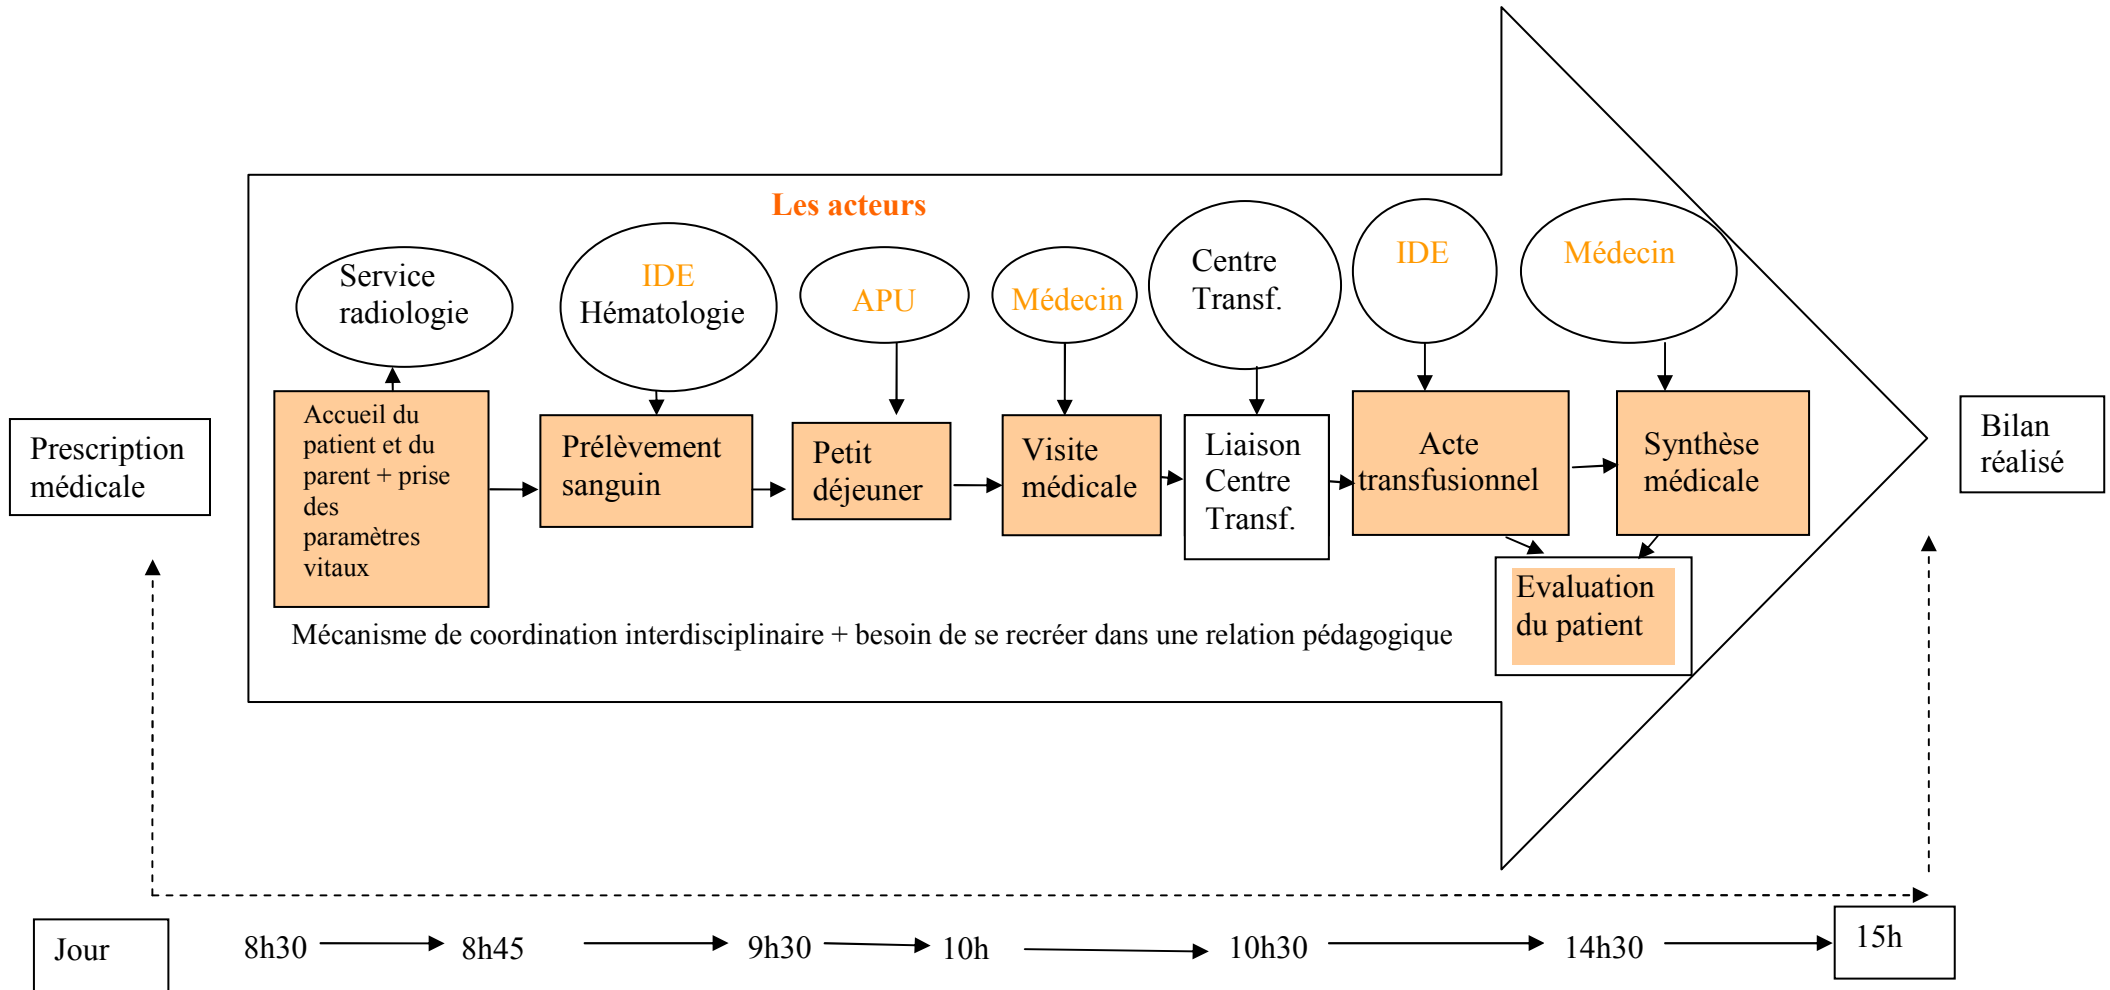 Les acteurs
Service
radiologie
IDE
Hématologie
APU
Médecin
Centre
Transf.
IDE
Médecin
Prescription
médicale
Accueil du
patient et du
parent + prise
des
paramètres
vitaux
Prélèvement
sanguin
Petit
déjeuner
Visite
médicale
Liaison
Centre
Transf.
Acte
transfusionnel
Synthèse
médicale
Bilan
réalisé
Evaluation
du patient
Mécanisme de coordination interdisciplinaire + besoin de se recréer dans une relation pédagogique
Jour
8h30
8h45
9h30
10h
10h30
14h30
15h